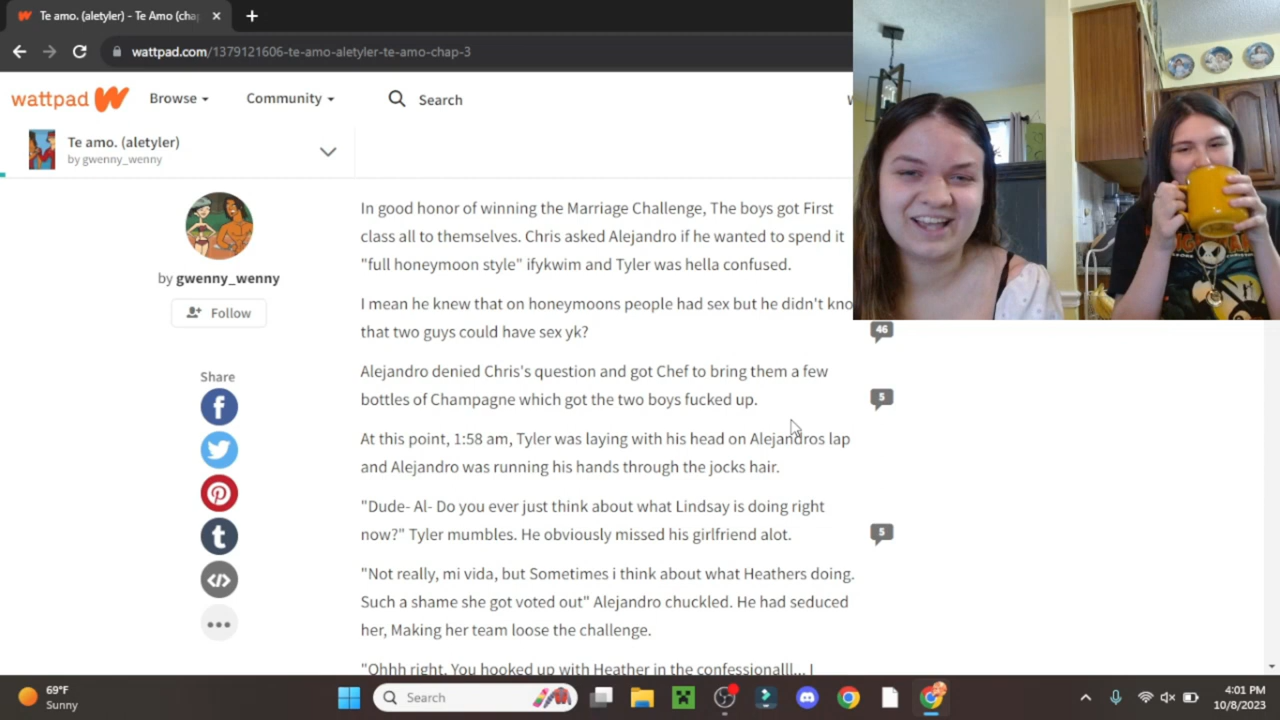 Te amo. (aletyler) - Te Amo (cha
wattpad.com/1379121606-te-amo-aletyler-te-amo-chap-3
wattpad
Browse
Community
Search
Te amo. (aletyler)
by gwenny_wenny
by gwenny_wenny
Follow
Share
In good honor of winning the Marriage Challenge, The boys got First
class all to themselves. Chris asked Alejandro if he wanted to spend it
"full honeymoon style" ifykwim and Tyler was hella confused.
I mean he knew that on honeymoons people had sex but he didn't kno
that two guys could have sex yk?
46
Alejandro denied Chris's question and got Chef to bring them a few
bottles of Champagne which got the two boys fucked up.
5
At this point, 1:58 am, Tyler was laying with his head on Alejandros lap
and Alejandro was running his hands through the jocks hair.
"Dude- Al- Do you ever just think about what Lindsay is doing right
now?" Tyler mumbles. He obviously missed his girlfriend alot.
5
"Not really, mi vida, but Sometimes i think about what Heathers doing.
Such a shame she got voted out" Alejandro chuckled. He had seduced
her, Making her team loose the challenge.
"Ohhh right. You hooked up with Heather in the confessionalll... I
69°F
Sunny
Search
4:01 PM
10/8/2023